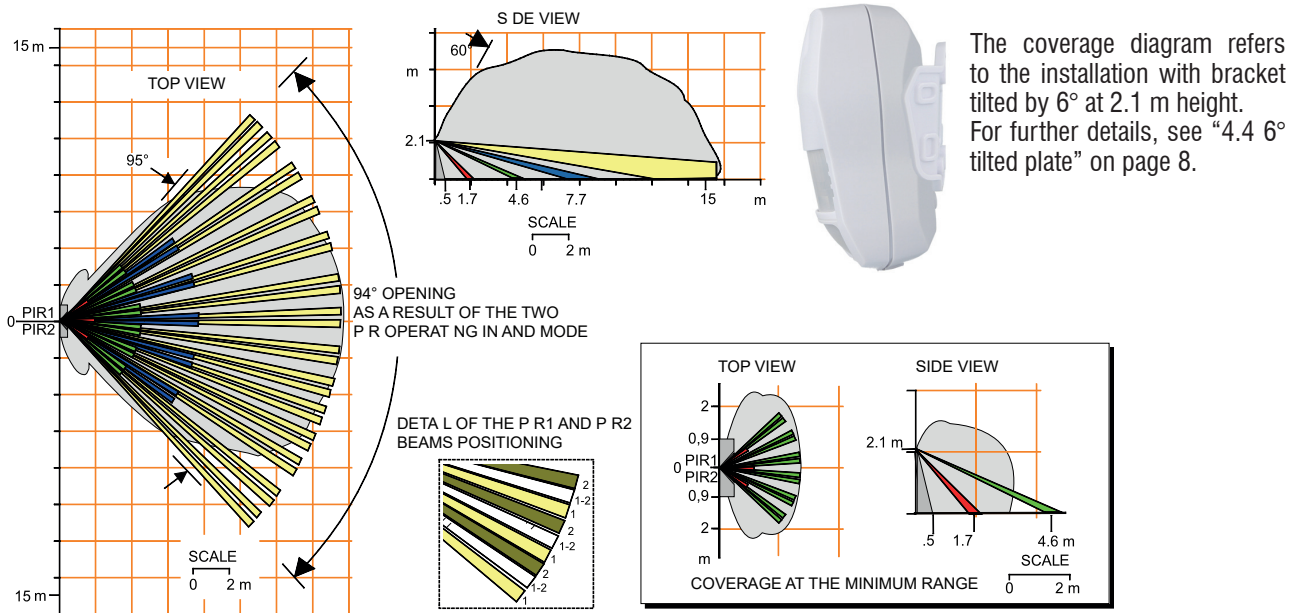 15 m
TOP VIEW
95°
0
PIR1
PIR2
94° OPENING
AS A RESULT OF THE TWO
P R OPERAT NG IN AND MODE
SCALE
0 2 m
15 m
S DE VIEW
60°
m
2.1
.5 1.7 4.6 7.7 15 m
SCALE
0 2 m
The coverage diagram refers
to the installation with bracket
tilted by 6° at 2.1 m height.
For further details, see “4.4 6°
tilted plate” on page 8.
DETA L OF THE P R1 AND P R2
BEAMS POSITIONING
2
1-2
1
2
1-2
1
2
1-2
1
TOP VIEW
2
0,9
PIR1
0
PIR2
0,9
2
m
SIDE VIEW
2.1 m
.5 1.7 4.6 m
SCALE
0 2 m
COVERAGE AT THE MINIMUM RANGE